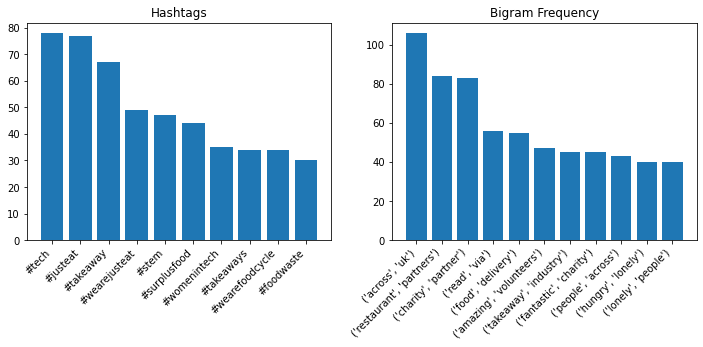 Hashtags
80
70
60
50
40
30
20
10
0
#tech
#justeat
#takeaway
#wearejusteat
#stem
#surplusfood
#womenintech
#takeaways
#wearefoodcycle
#foodwaste
Bigram Frequency
100
80
60
40
20
0
('across', 'uk')
('restaurant', 'partners')
('charity', 'partner')
('read', 'via')
('food', 'delivery')
('amazing', 'volunteers')
('takeaway', 'industry')
('fantastic', 'charity')
('people', 'across')
('hungry', 'lonely')
('lonely', 'people')